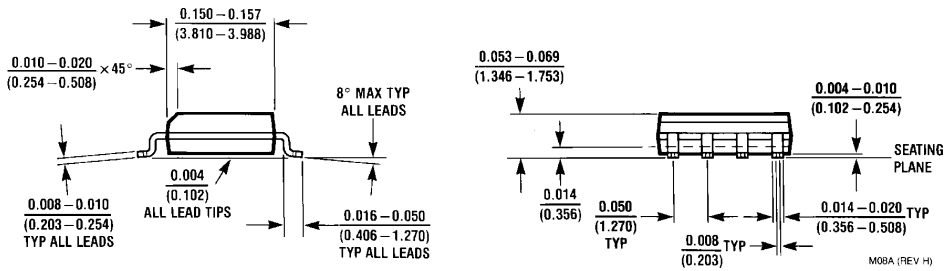 0.150–0.157
(3.810–3.988)
0.010–0.020 ×45°
(0.254–0.508)
8° MAX TYP
ALL LEADS
0.004
(0.102)
ALL LEAD TIPS
0.008–0.010
(0.203–0.254)
TYP ALL LEADS
0.016–0.050
(0.406–1.270)
TYP ALL LEADS
0.053–0.069
(1.346–1.753)
0.004–0.010
(0.102–0.254)
SEATING
PLANE
0.014
(0.356)
0.050
(1.270)
TYP
0.008 TYP
(0.203)
0.014–0.020 TYP
(0.356–0.508)
M08A (REV H)